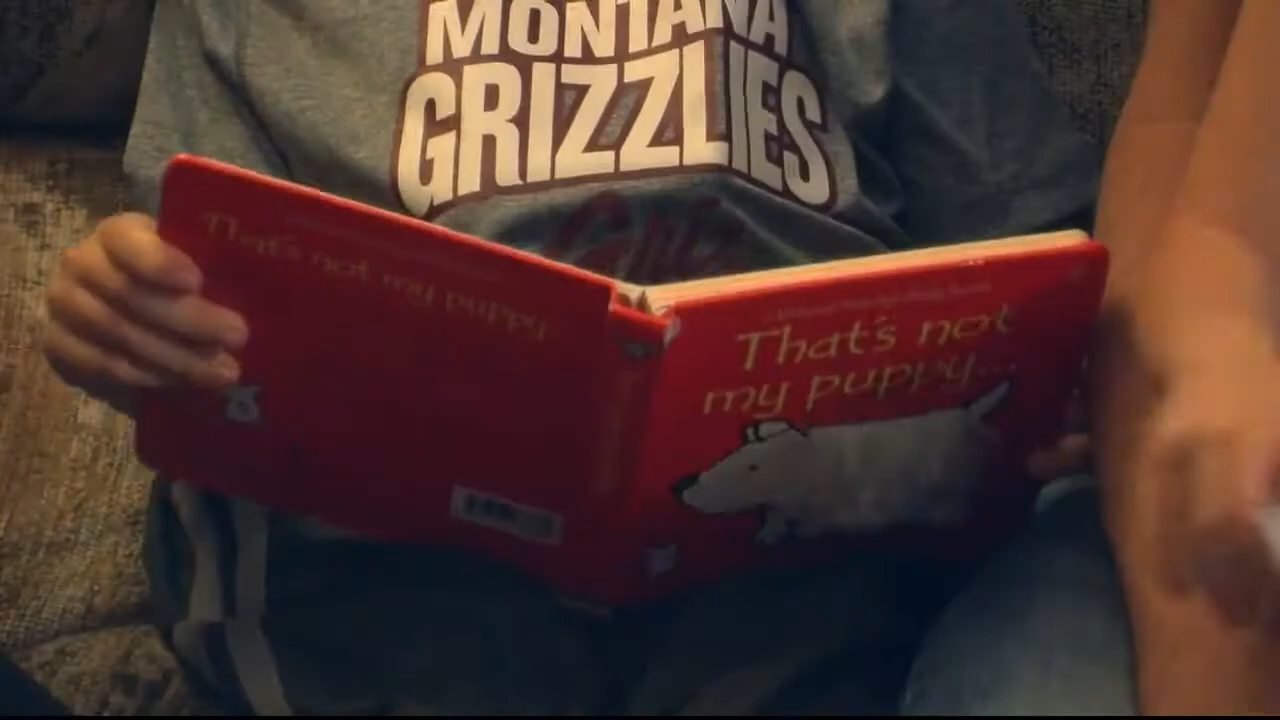 MONTANA
GRIZZLIES
That's not my puppy
That's not
my puppy...